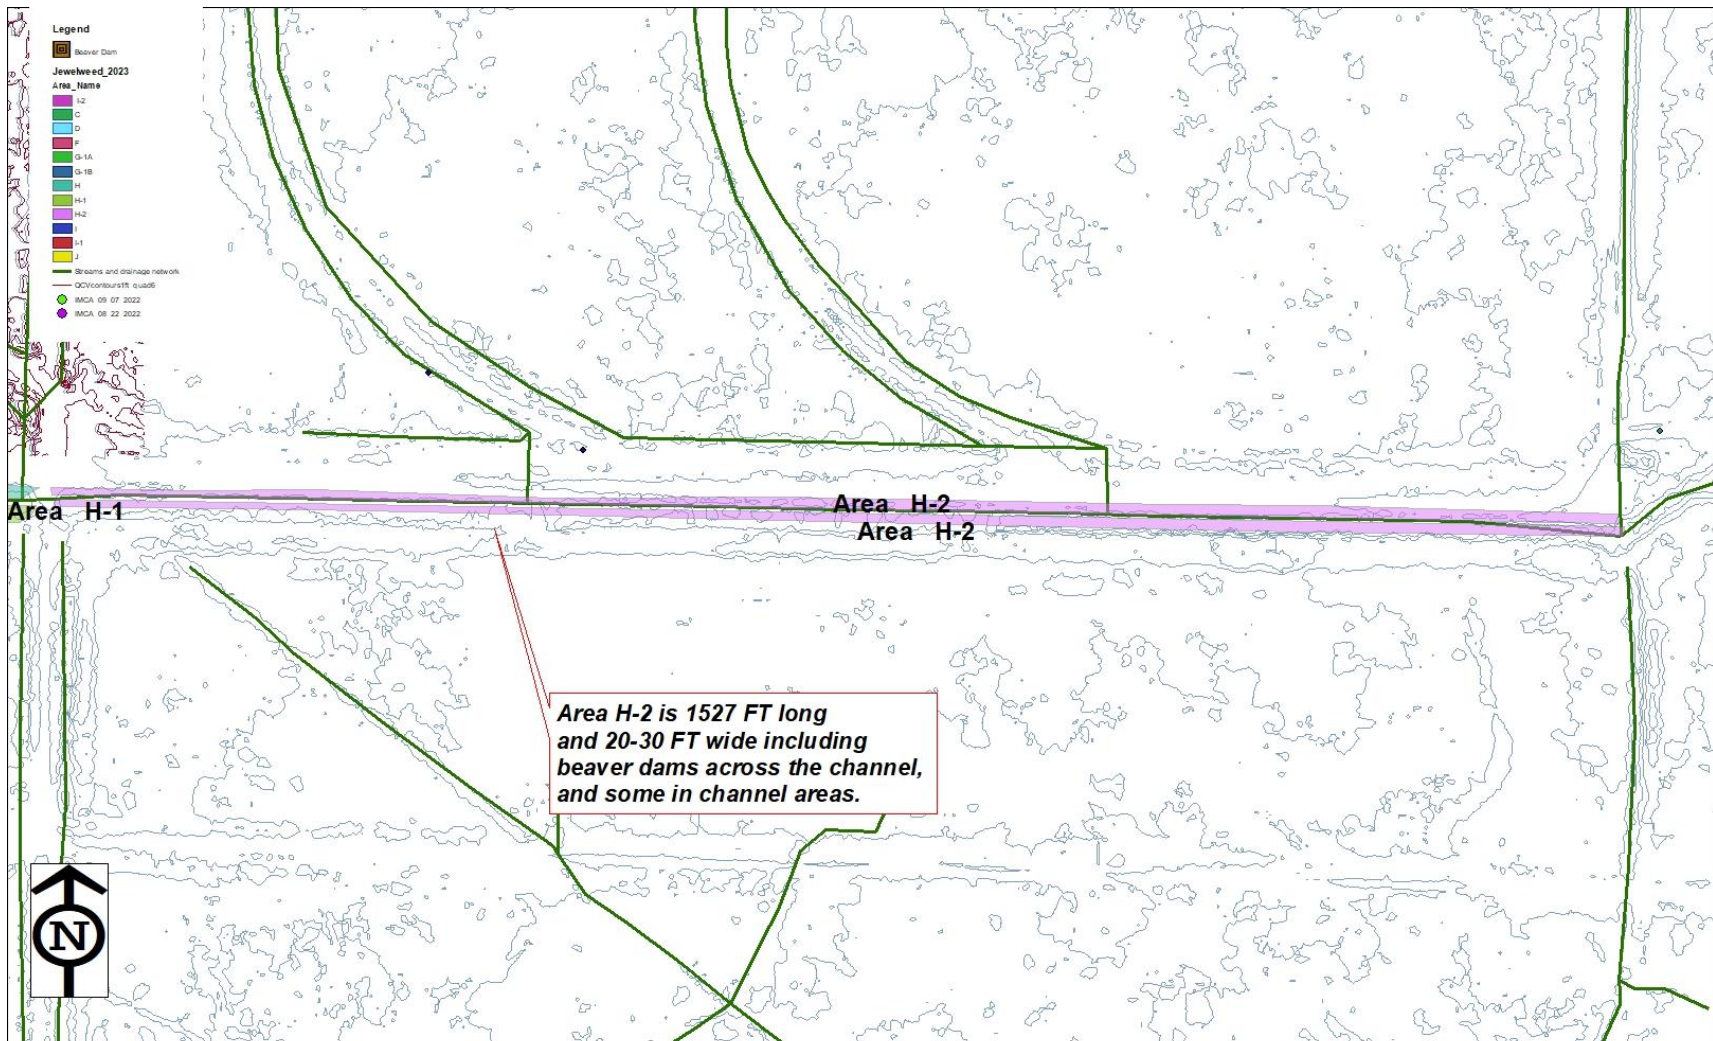 Legend
Beaver Dam
Jewelweed_2023
Area_Name
I-2
C
D
F
G-1A
G-1B
H
H-1
H-2
I
I-1
J
Streams and drainage network
QCVcontours1ft quad6
IMCA 09 07 2022
IMCA 08 22 2022
Area H-1
Area H-2
Area H-2
Area H-2 is 1527 FT long
and 20-30 FT wide including
beaver dams across the channel,
and some in channel areas.
N